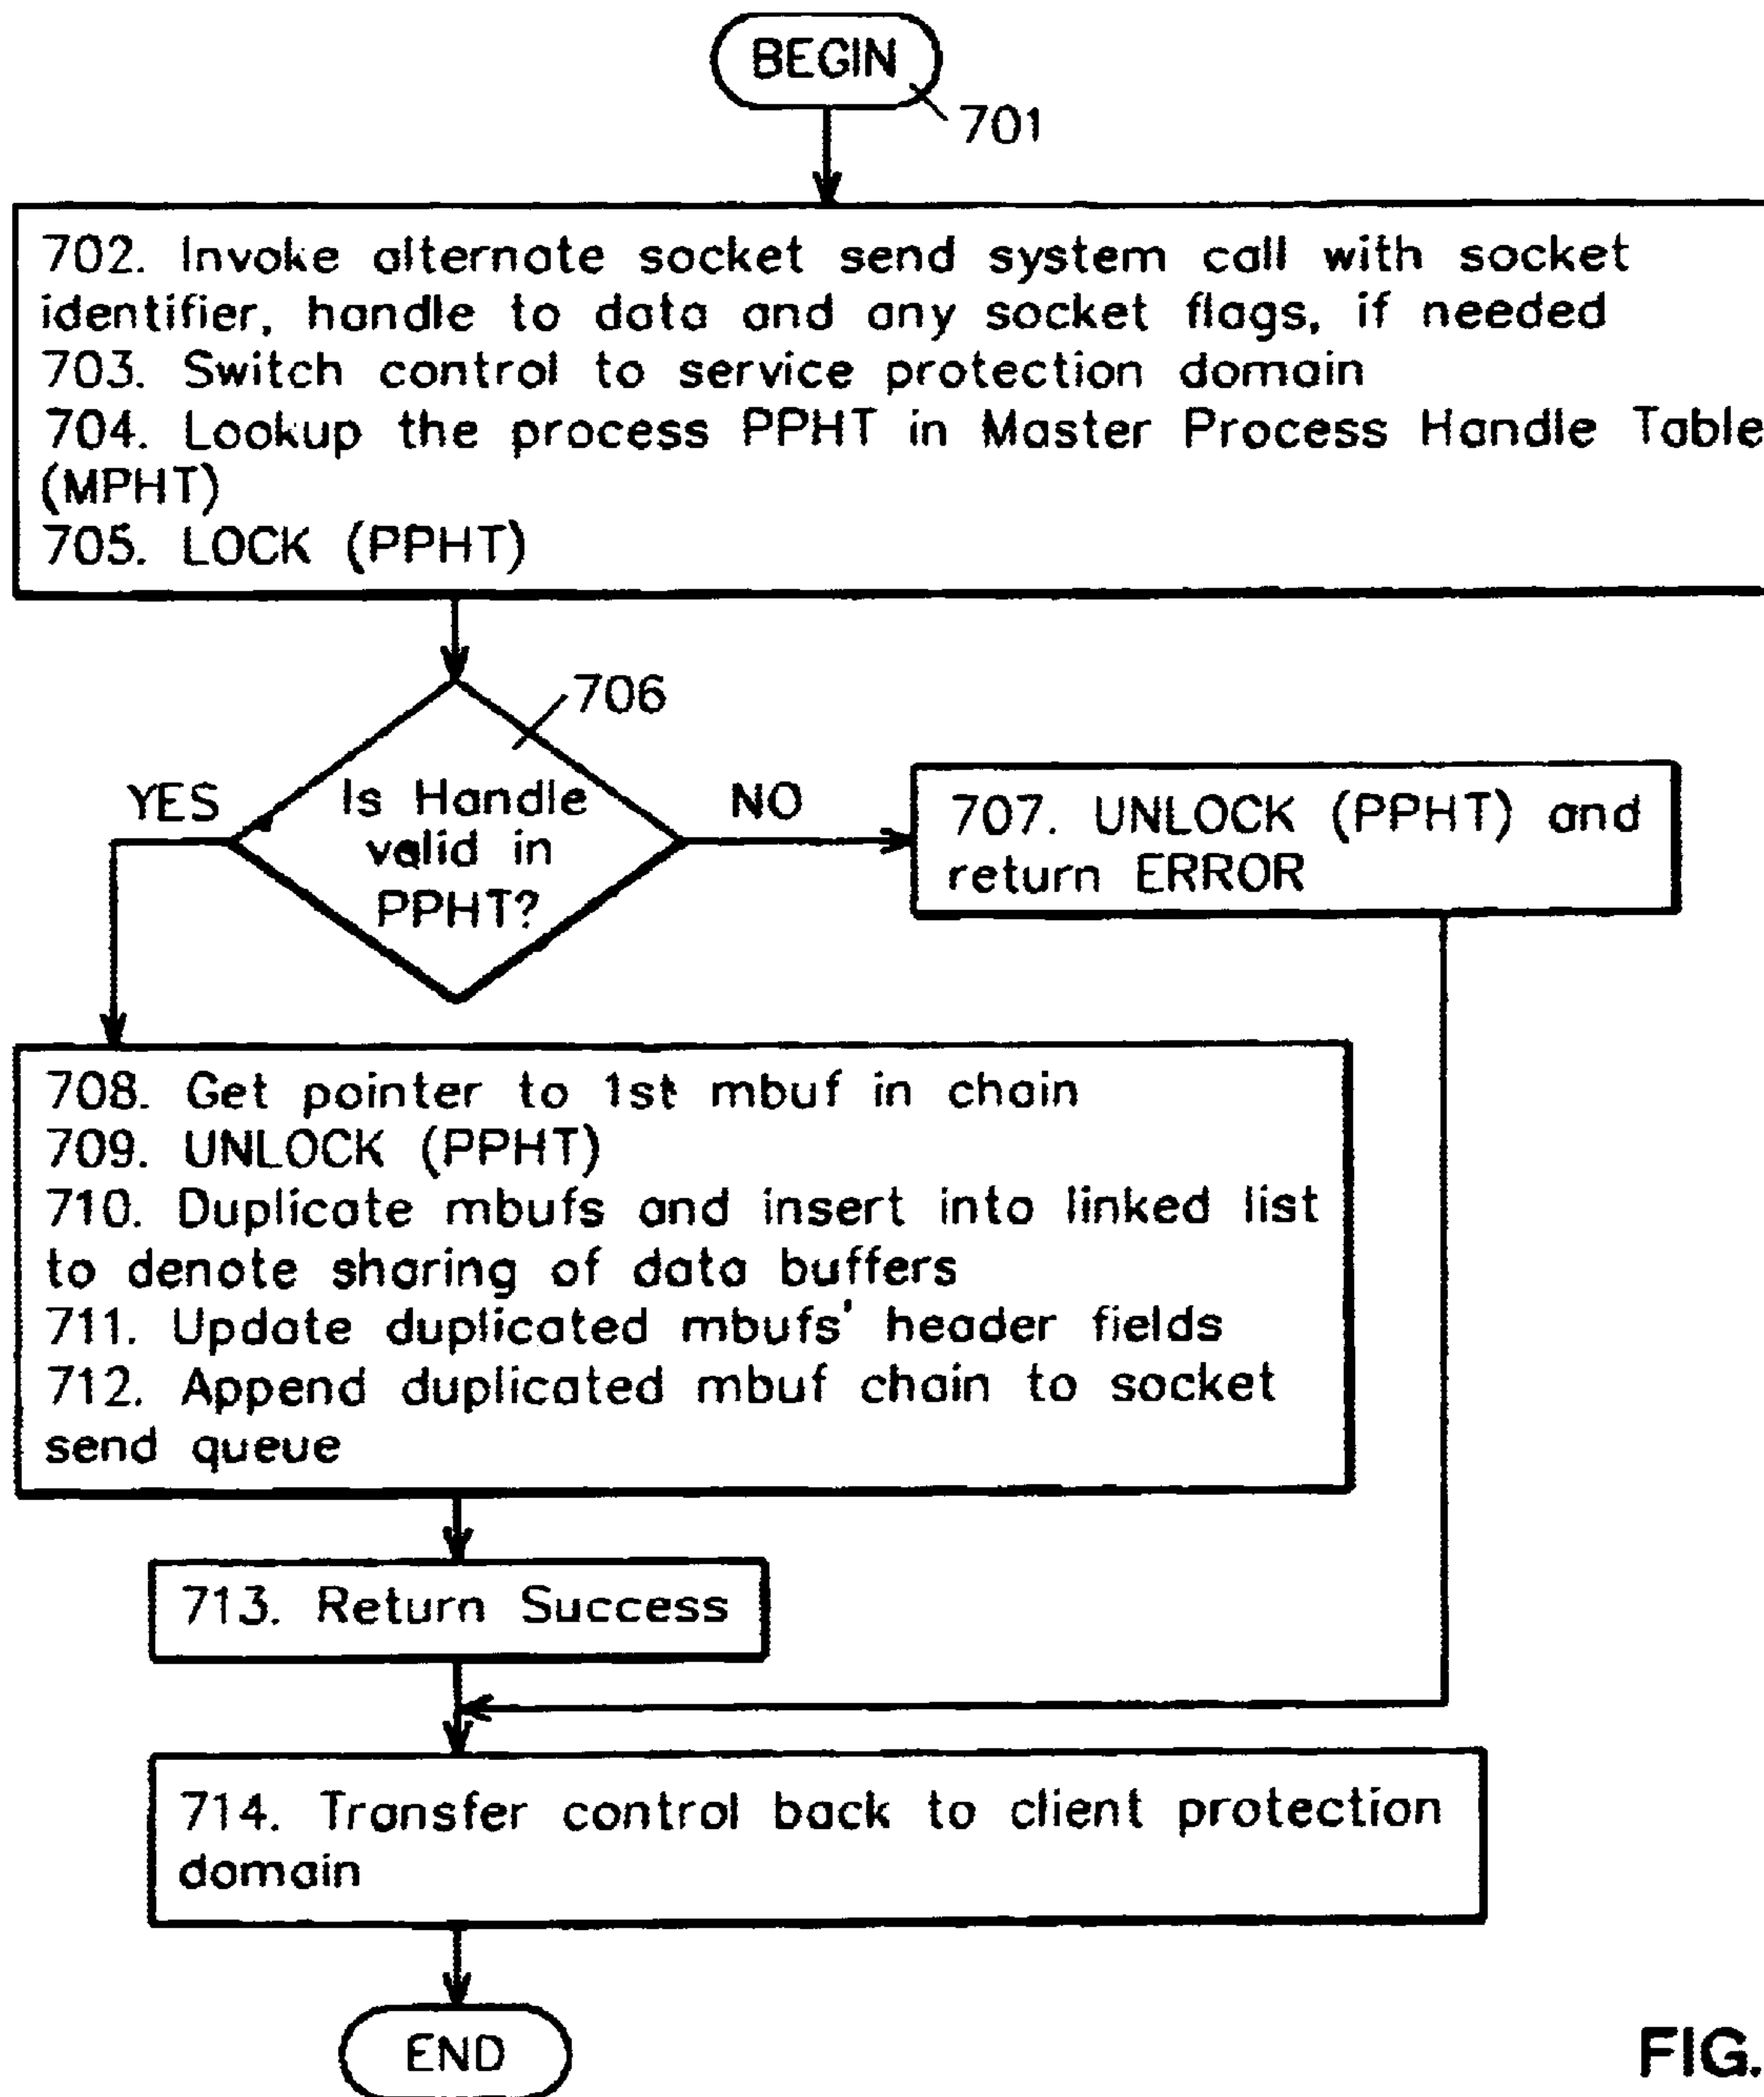 BEGIN
701
702. Invoke alternate socket send system call with socket
identifier, handle to data and any socket flags, if needed
703. Switch control to service protection domain
704. Lookup the process PPHT in Master Process Handle Table
(MPHT)
705. LOCK (PPHT)
706
Is Handle
valid in
PPHT?
YES
NO
707. UNLOCK (PPHT) and
return ERROR
708. Get pointer to 1st mbuf in chain
709. UNLOCK (PPHT)
710. Duplicate mbufs and insert into linked list
to denote sharing of data buffers
711. Update duplicated mbufs' header fields
712. Append duplicated mbuf chain to socket
send queue
713. Return Success
714. Transfer control back to client protection
domain
END
FIG.